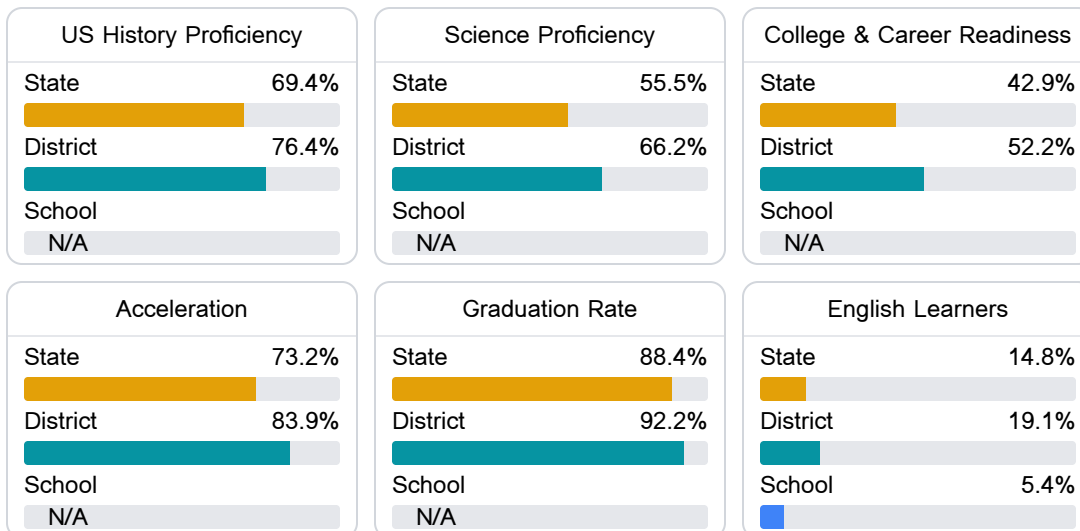 US History Proficiency
State 69.4%
District 76.4%
School
N/A
Science Proficiency
State 55.5%
District 66.2%
School
N/A
College & Career Readiness
State 42.9%
District 52.2%
School
N/A
Acceleration
State 73.2%
District 83.9%
School
N/A
Graduation Rate
State 88.4%
District 92.2%
School
N/A
English Learners
State 14.8%
District 19.1%
School 5.4%